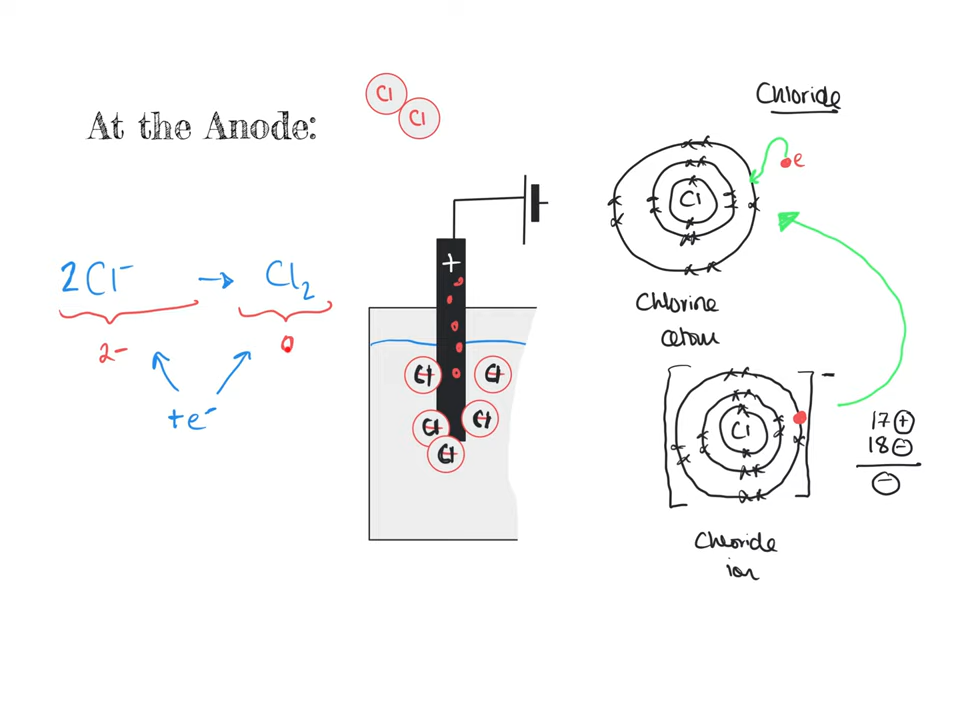 At the Anode:
Cl
Cl
2Cl⁻ → Cl₂
2-
0
+e⁻
+
Cl
Cl
Cl
Cl
Cl
Chloride
e
Cl
Chlorine
atom
Cl
−
Chloride
ion
17 +
18 −
−